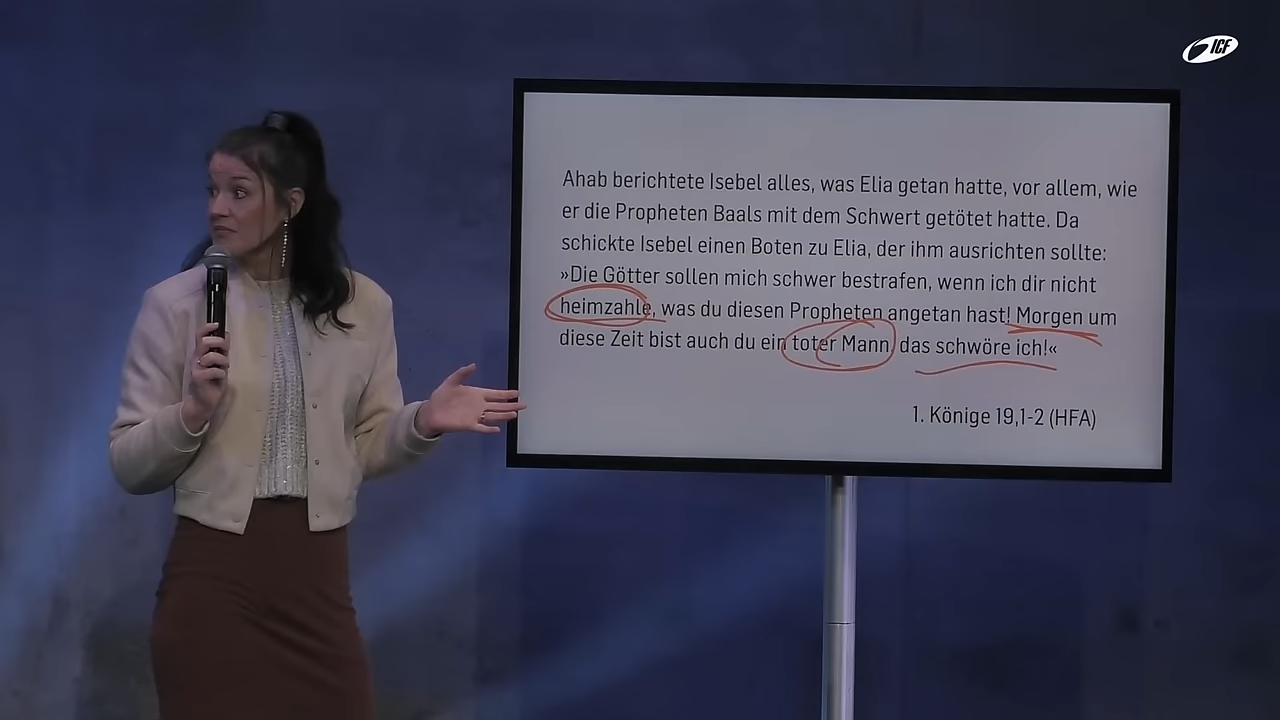 ICF
Ahab berichtete Isebel alles, was Elia getan hatte, vor allem, wie
er die Propheten Baals mit dem Schwert getötet hatte. Da
schickte Isebel einen Boten zu Elia, der ihm ausrichten sollte:
»Die Götter sollen mich schwer bestrafen, wenn ich dir nicht
heimzahle, was du diesen Propheten angetan hast! Morgen um
diese Zeit bist auch du ein toter Mann, das schwöre ich!«
1. Könige 19,1-2 (HFA)